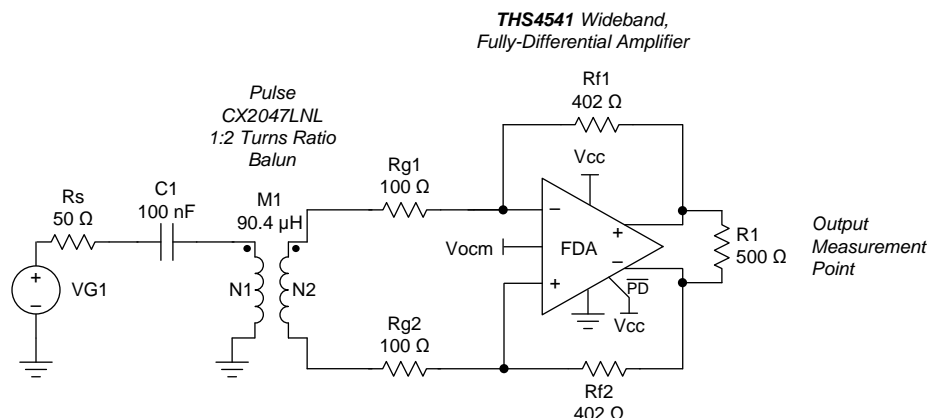 THS4541 Wideband,
Fully-Differential Amplifier
Rf1
402 Ω
Pulse
CX2047LNL
1:2 Turns Ratio
Balun
Vcc
Rg1
100 Ω
C1
100 nF
M1
90.4 µH
Rs
50 Ω
−
+
R1
500 Ω
Output
Measurement
Point
Vocm
FDA
+
−
VG1
N1
N2
−
+
PD
Vcc
Rg2
100 Ω
Rf2
402 Ω